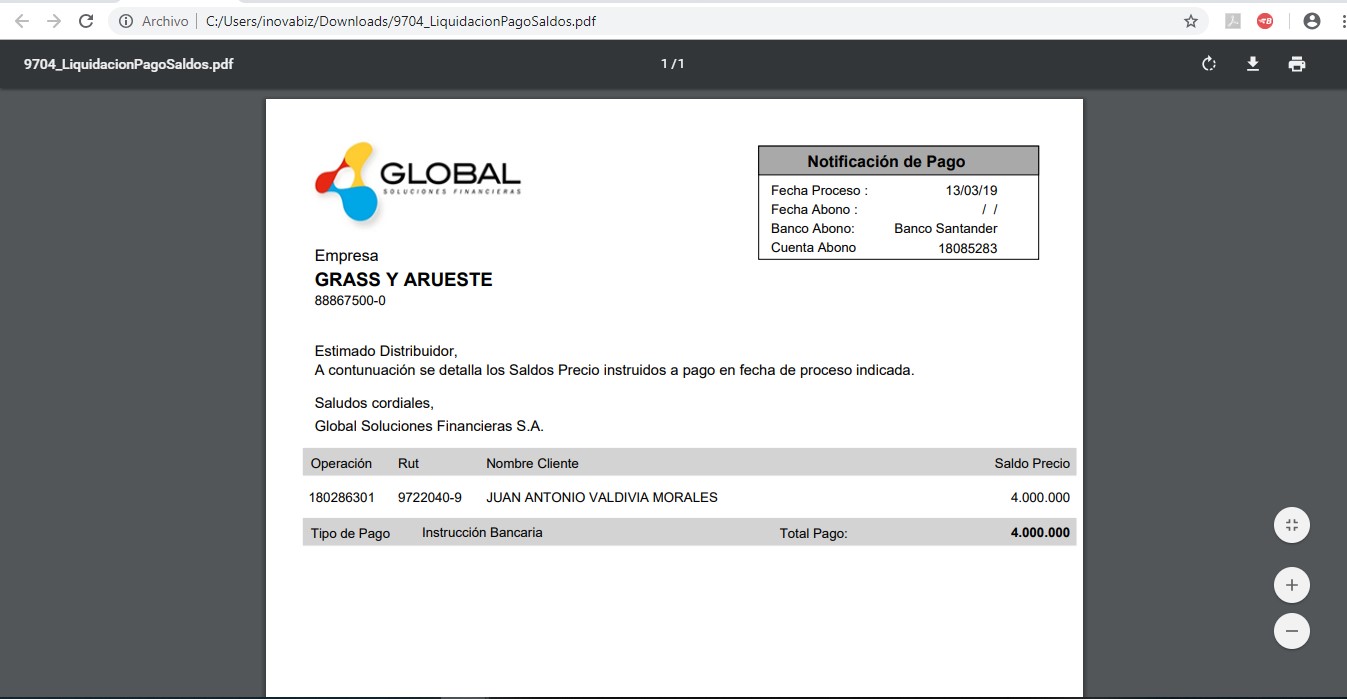 Archivo | C:/Users/inovabiz/Downloads/9704_LiquidacionPagoSaldos.pdf
9704_LiquidacionPagoSaldos.pdf 1 / 1
GLOBAL
SOLUCIONES FINANCIERAS
Notificación de Pago
Fecha Proceso : 13/03/19
Fecha Abono : / /
Banco Abono: Banco Santander
Cuenta Abono 18085283
Empresa
GRASS Y ARUESTE
88867500-0
Estimado Distribuidor,
A contunuación se detalla los Saldos Precio instruidos a pago en fecha de proceso indicada.
Saludos cordiales,
Global Soluciones Financieras S.A.
Operación Rut Nombre Cliente Saldo Precio
180286301 9722040-9 JUAN ANTONIO VALDIVIA MORALES 4.000.000
Tipo de Pago Instrucción Bancaria Total Pago: 4.000.000